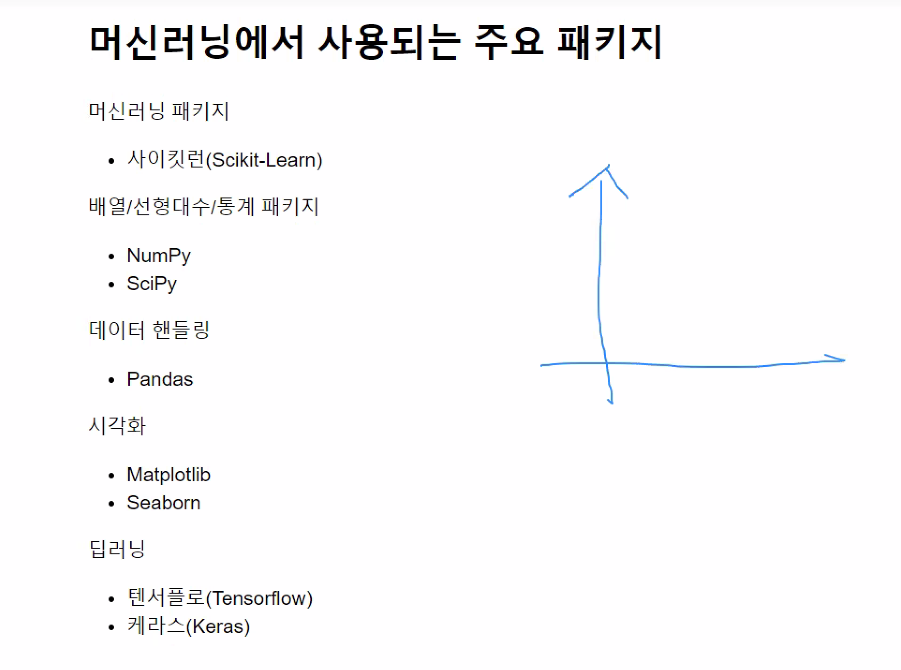 머신러닝에서 사용되는 주요 패키지
머신러닝 패키지
• 사이킷런(Scikit-Learn)
배열/선형대수/통계 패키지
• NumPy
• SciPy
데이터 핸들링
• Pandas
시각화
• Matplotlib
• Seaborn
딥러닝
• 텐서플로(Tensorflow)
• 케라스(Keras)